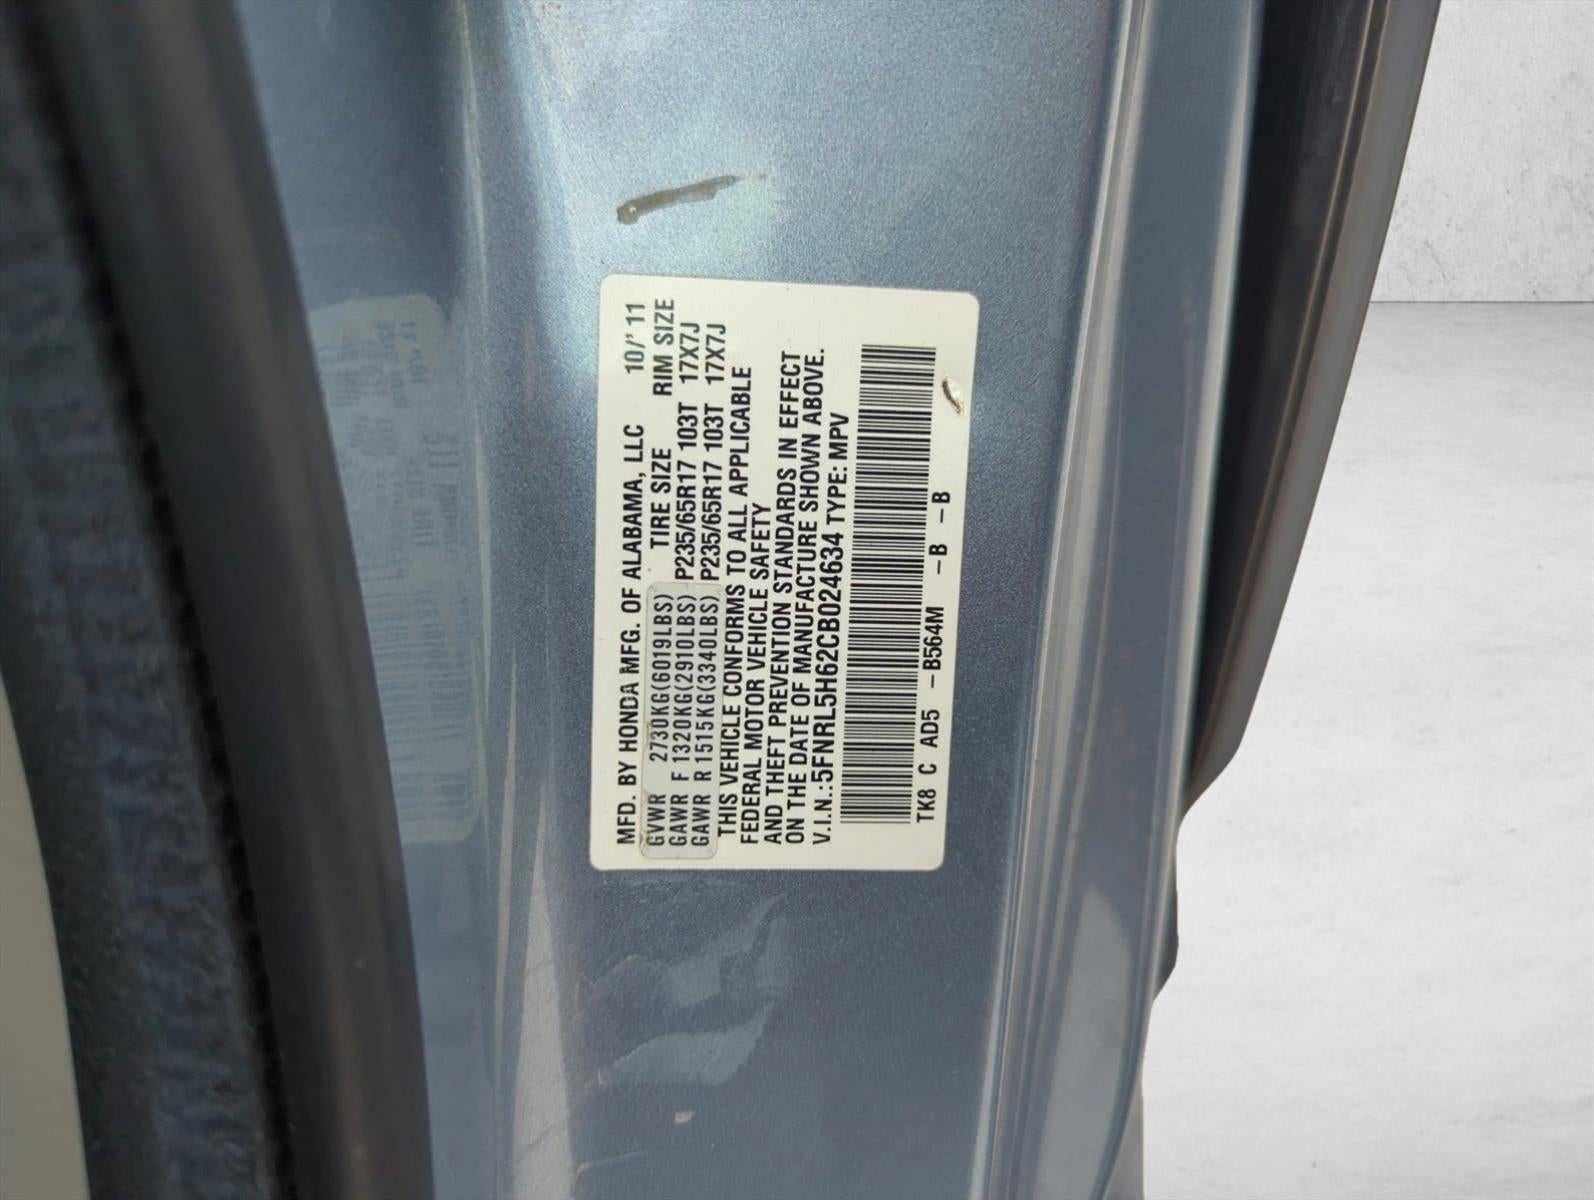 MFD. BY HONDA MFG. OF ALABAMA, LLC 10/'11
TIRE SIZE RIM SIZE
GVWR 2730KG(6019LBS)
GAWR F 1320KG(2910LBS) P235/65R17 103T 17X7J
GAWR R 1515KG(3340LBS) P235/65R17 103T 17X7J
THIS VEHICLE CONFORMS TO ALL APPLICABLE
FEDERAL MOTOR VEHICLE SAFETY
AND THEFT PREVENTION STANDARDS IN EFFECT
ON THE DATE OF MANUFACTURE SHOWN ABOVE.
V.I.N.:5FNRL5H62CB024634 TYPE: MPV
TK8 C AD5 -B564M -B -B